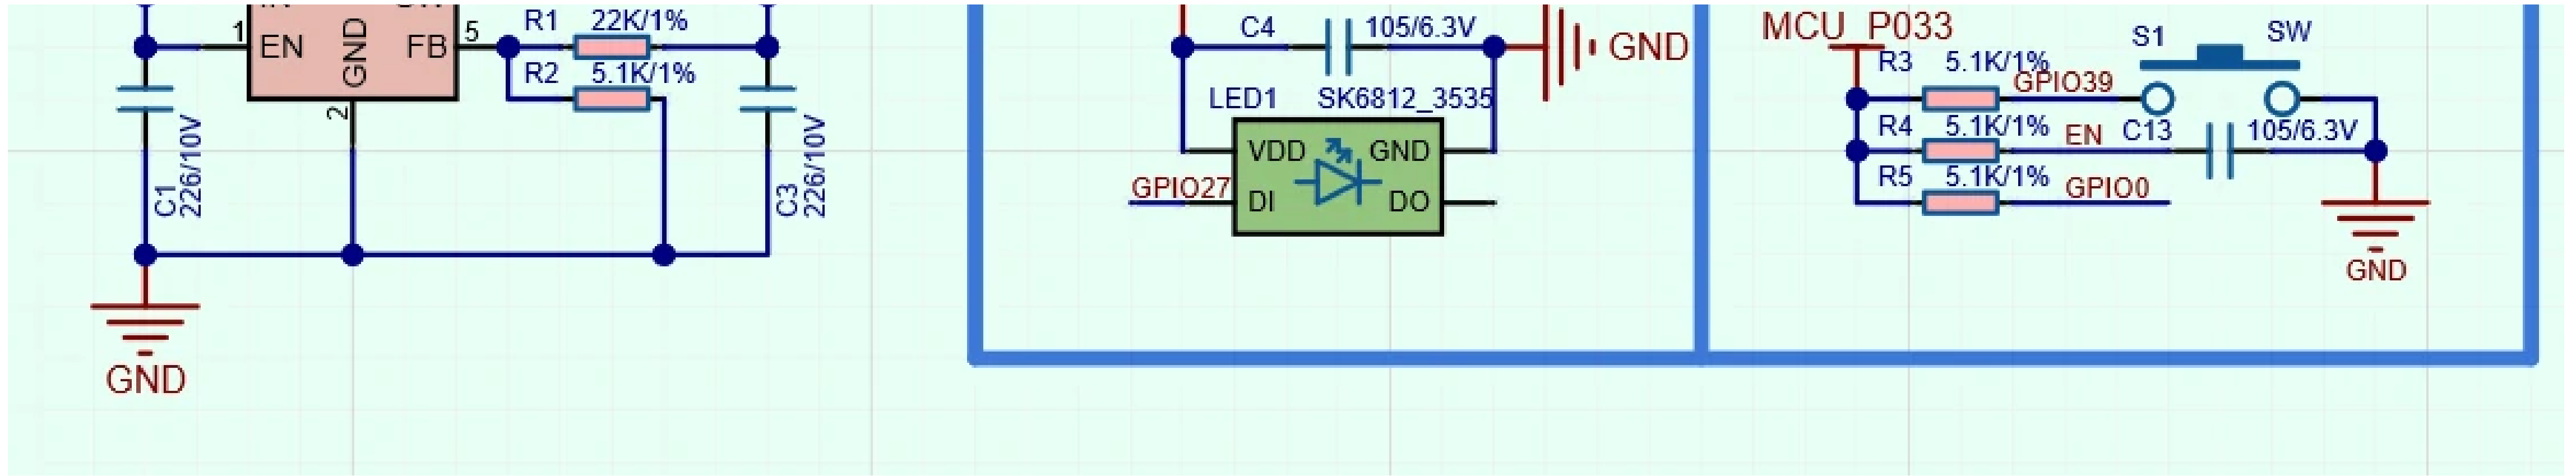 1
EN
GND
FB
5
2
R1 22K/1%
R2 5.1K/1%
C1
226/10V
C3
226/10V
GND
C4 105/6.3V
GND
LED1 SK6812_3535
VDD GND
GPIO27
DI DO
MCU_P033
R3 5.1K/1%
GPIO39
S1 SW
R4 5.1K/1%
EN
C13 105/6.3V
R5 5.1K/1%
GPIO0
GND